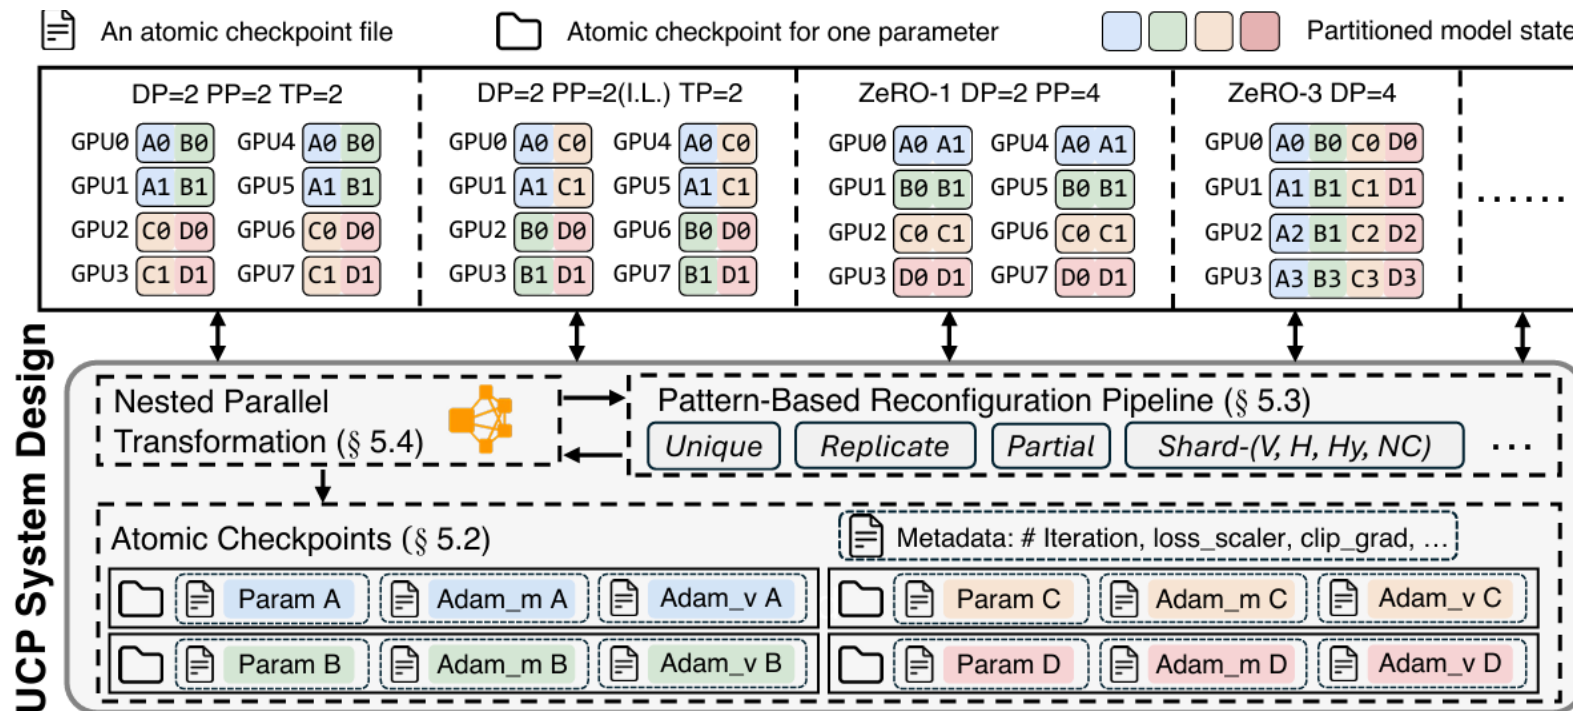 An atomic checkpoint file
Atomic checkpoint for one parameter
Partitioned model state
DP=2 PP=2 TP=2
GPU0 A0 B0 GPU4 A0 B0
GPU1 A1 B1 GPU5 A1 B1
GPU2 C0 D0 GPU6 C0 D0
GPU3 C1 D1 GPU7 C1 D1
DP=2 PP=2(I.L.) TP=2
GPU0 A0 C0 GPU4 A0 C0
GPU1 A1 C1 GPU5 A1 C1
GPU2 B0 D0 GPU6 B0 D0
GPU3 B1 D1 GPU7 B1 D1
ZeRO-1 DP=2 PP=4
GPU0 A0 A1 GPU4 A0 A1
GPU1 B0 B1 GPU5 B0 B1
GPU2 C0 C1 GPU6 C0 C1
GPU3 D0 D1 GPU7 D0 D1
ZeRO-3 DP=4
GPU0 A0 B0 C0 D0
GPU1 A1 B1 C1 D1
GPU2 A2 B1 C2 D2
GPU3 A3 B3 C3 D3
......
UCP System Design
Nested Parallel
Transformation (§ 5.4)
Pattern-Based Reconfiguration Pipeline (§ 5.3)
Unique Replicate Partial Shard-(V, H, Hy, NC) ...
Atomic Checkpoints (§ 5.2)
Metadata: # Iteration, loss_scaler, clip_grad, ...
Param A Adam_m A Adam_v A
Param C Adam_m C Adam_v C
Param B Adam_m B Adam_v B
Param D Adam_m D Adam_v D